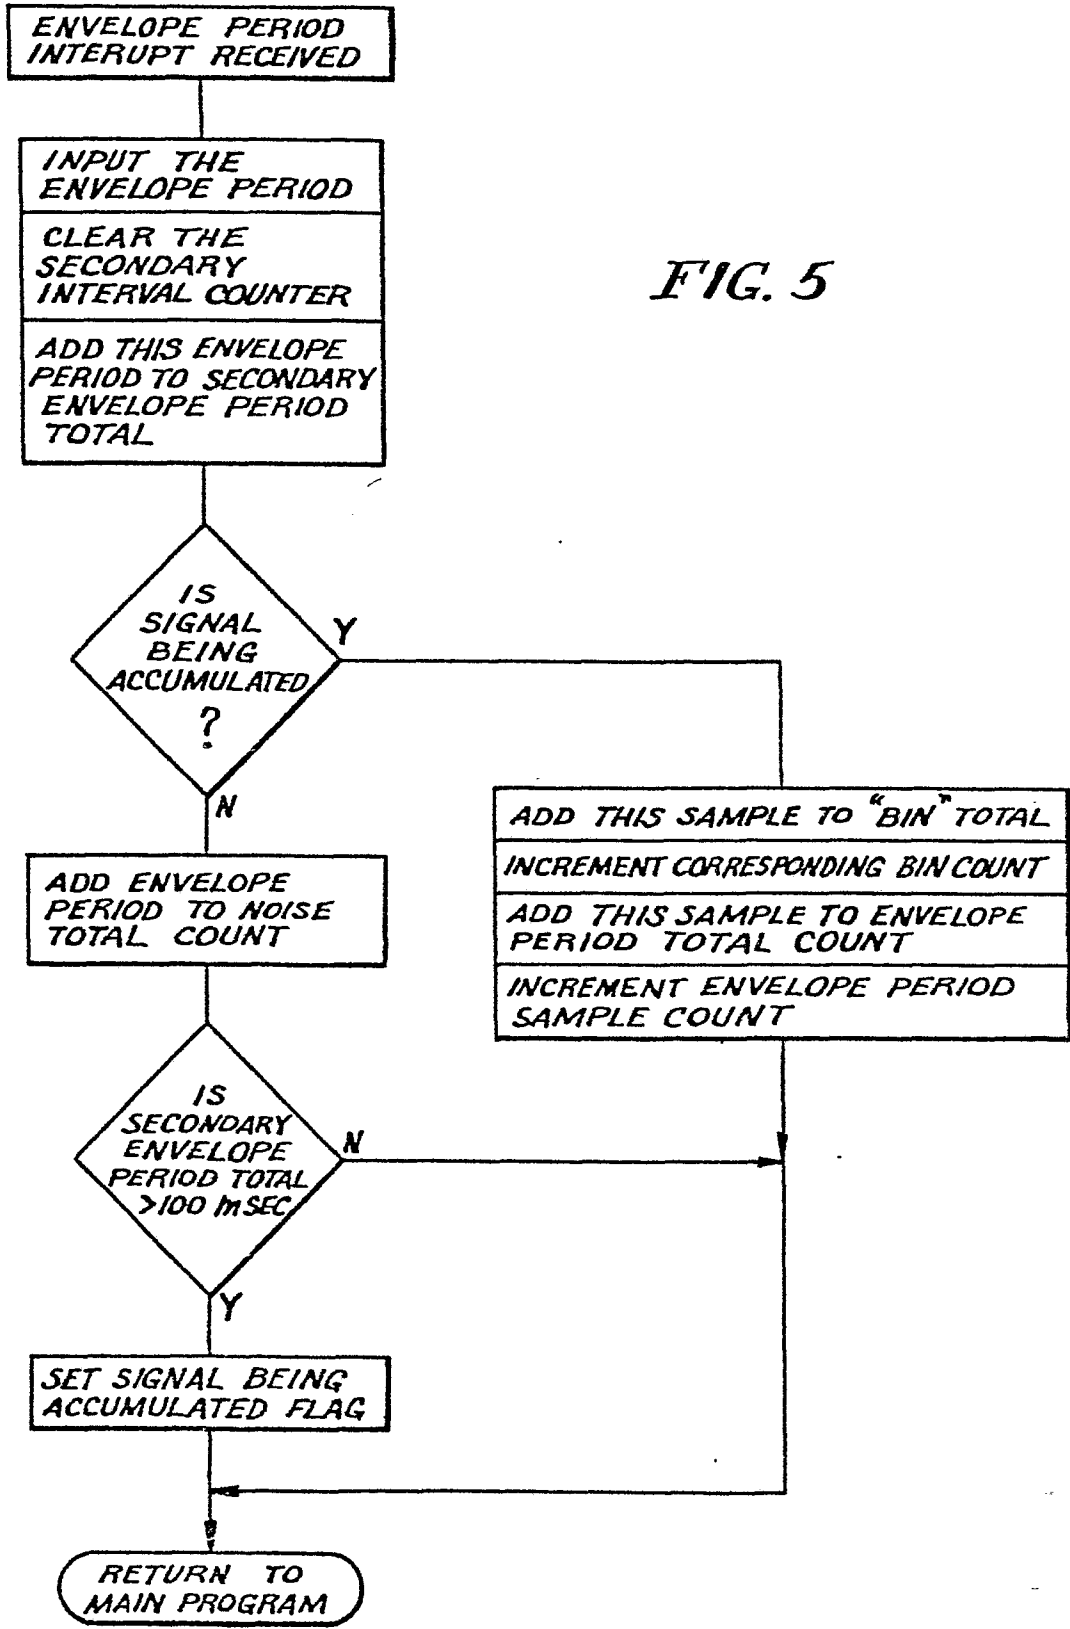 ENVELOPE PERIOD
INTERUPT RECEIVED
INPUT THE
ENVELOPE PERIOD
CLEAR THE
SECONDARY
INTERVAL COUNTER
ADD THIS ENVELOPE
PERIOD TO SECONDARY
ENVELOPE PERIOD
TOTAL
FIG. 5
IS
SIGNAL
BEING
ACCUMULATED
?
Y
N
ADD THIS SAMPLE TO "BIN" TOTAL
INCREMENT CORRESPONDING BIN COUNT
ADD THIS SAMPLE TO ENVELOPE
PERIOD TOTAL COUNT
INCREMENT ENVELOPE PERIOD
SAMPLE COUNT
ADD ENVELOPE
PERIOD TO NOISE
TOTAL COUNT
IS
SECONDARY
ENVELOPE
PERIOD TOTAL
>100 mSEC
N
Y
SET SIGNAL BEING
ACCUMULATED FLAG
RETURN TO
MAIN PROGRAM